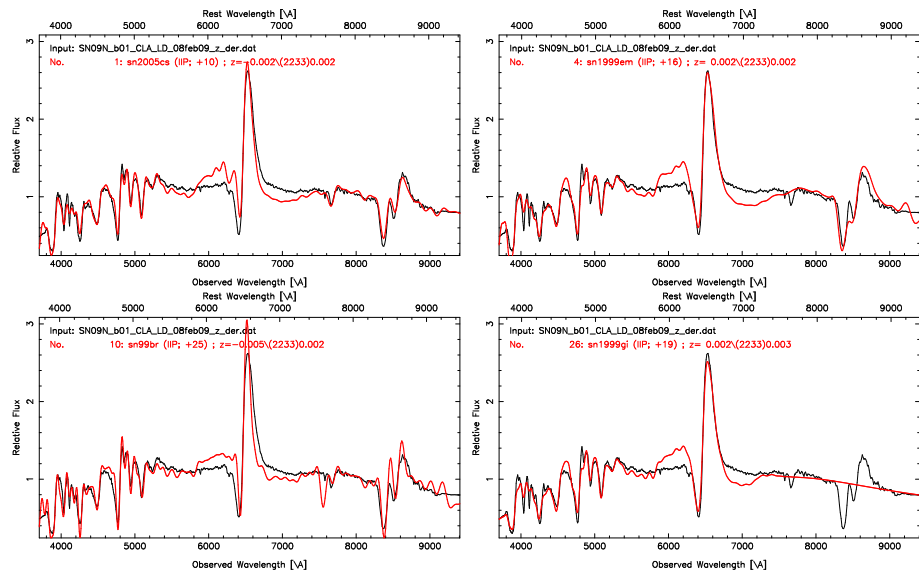 Rest Wavelength [\A]
4000 5000 6000 7000 8000 9000
Input: SN09N_b01_CLA_LD_08feb09_z_der.dat
No. 1: sn2005cs (IIP; +10) ; z=-0.002\(2233)0.002
Relative Flux
1 2 3
4000 5000 6000 7000 8000 9000
Observed Wavelength [\A]
Rest Wavelength [\A]
4000 5000 6000 7000 8000 9000
Input: SN09N_b01_CLA_LD_08feb09_z_der.dat
No. 4: sn1999em (IIP; +16) ; z= 0.002\(2233)0.002
Relative Flux
1 2 3
4000 5000 6000 7000 8000 9000
Observed Wavelength [\A]
Rest Wavelength [\A]
4000 5000 6000 7000 8000 9000
Input: SN09N_b01_CLA_LD_08feb09_z_der.dat
No. 10: sn99br (IIP; +25) ; z=-0.005\(2233)0.002
Relative Flux
1 2 3
4000 5000 6000 7000 8000 9000
Observed Wavelength [\A]
Rest Wavelength [\A]
4000 5000 6000 7000 8000 9000
Input: SN09N_b01_CLA_LD_08feb09_z_der.dat
No. 26: sn1999gi (IIP; +19) ; z= 0.002\(2233)0.003
Relative Flux
1 2 3
4000 5000 6000 7000 8000 9000
Observed Wavelength [\A]